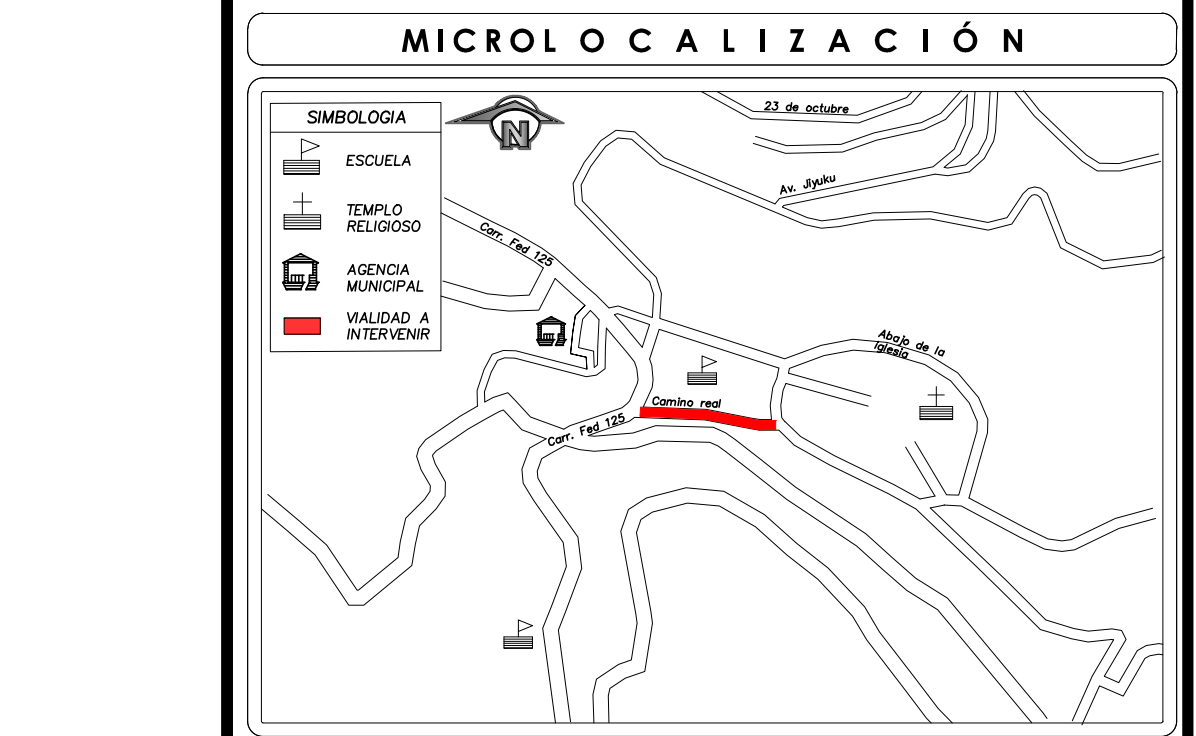 MICROLOCALIZACIÓN
SIMBOLOGIA
ESCUELA
TEMPLO
RELIGIOSO
AGENCIA
MUNICIPAL
VIALIDAD A
INTERVENIR
N
23 de octubre
Av. Jiyuku
Carr. Fed 125
Abajo de la
Iglesia
Camino real
Carr. Fed 125